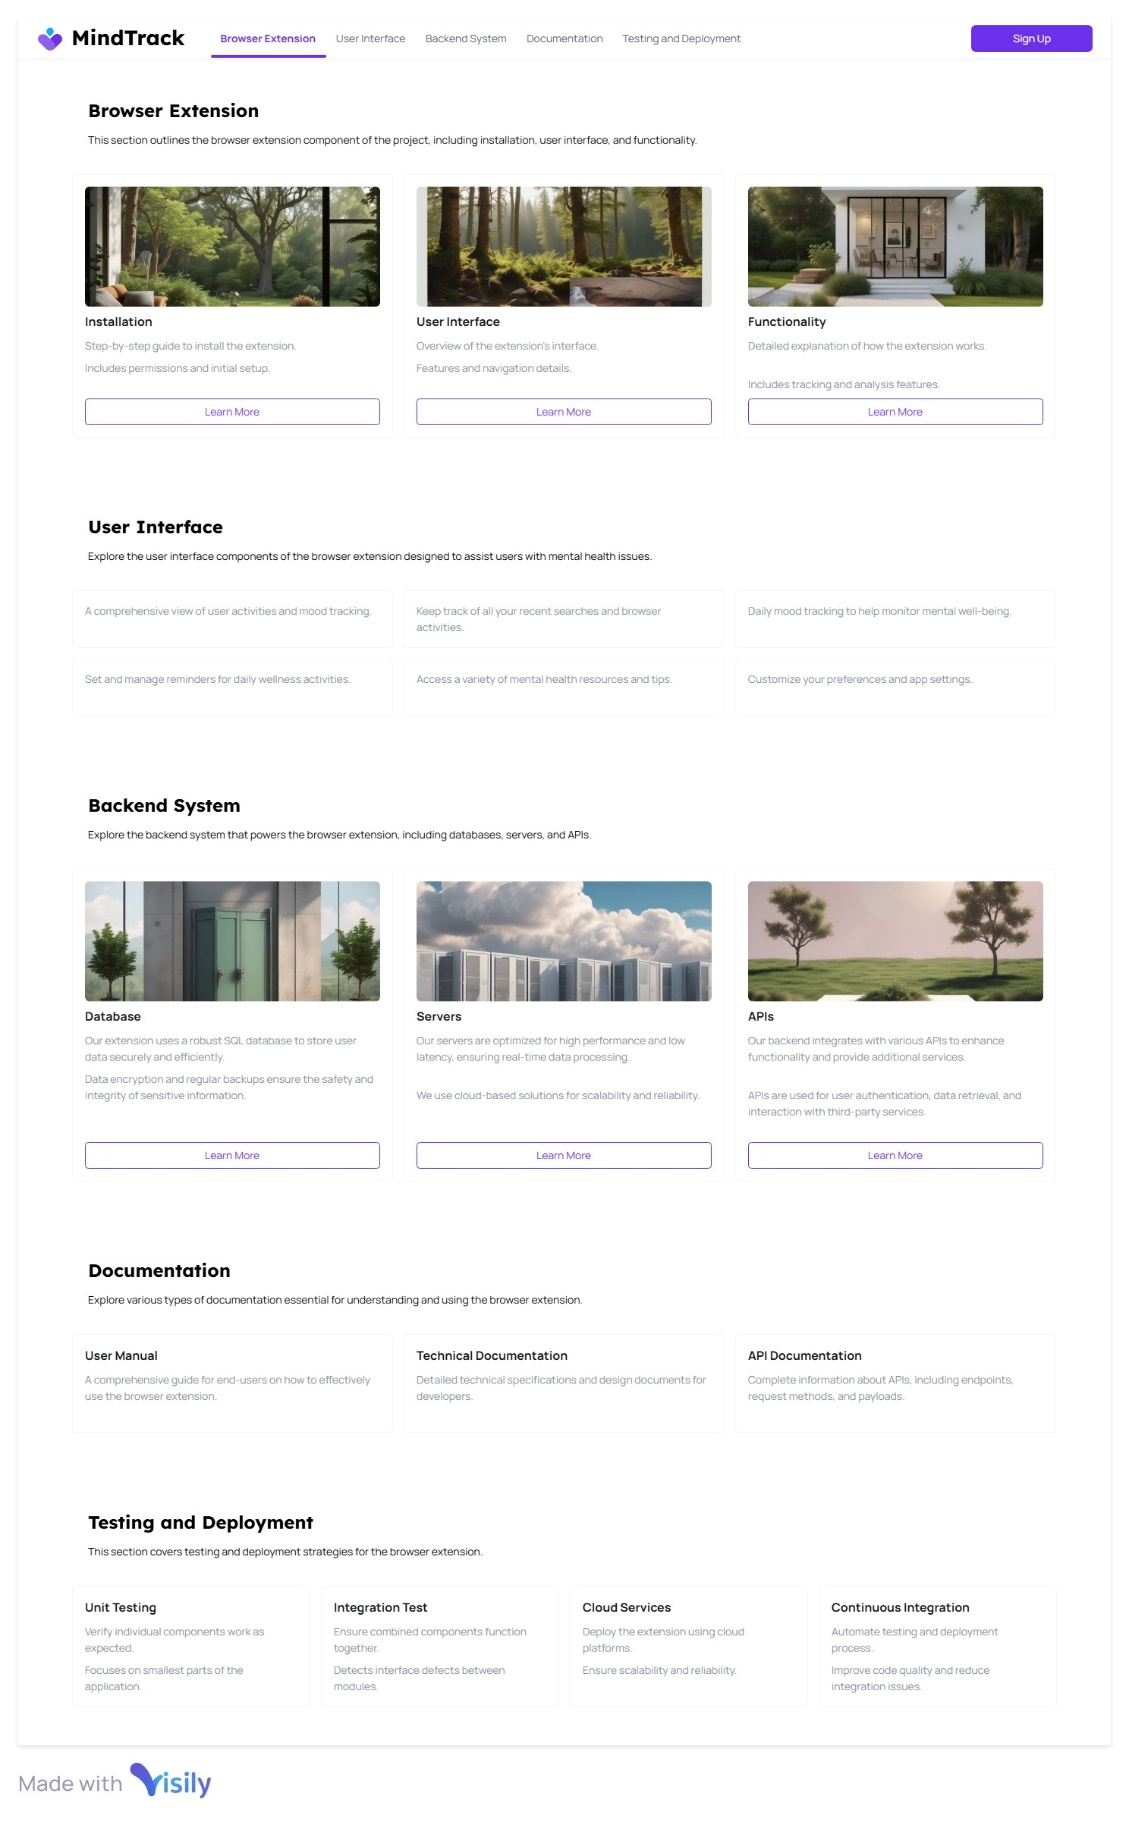 MindTrack
Browser Extension
User Interface
Backend System
Documentation
Testing and Deployment
Sign Up
Browser Extension
This section outlines the browser extension component of the project, including installation, user interface, and functionality.
Installation
Step-by-step guide to install the extension.
Includes permissions and initial setup.
Learn More
User Interface
Overview of the extension's interface.
Features and navigation details.
Learn More
Functionality
Detailed explanation of how the extension works.
Includes tracking and analysis features.
Learn More
User Interface
Explore the user interface components of the browser extension designed to assist users with mental health issues.
A comprehensive view of user activities and mood tracking.
Keep track of all your recent searches and browser
activities.
Daily mood tracking to help monitor mental well-being.
Set and manage reminders for daily wellness activities.
Access a variety of mental health resources and tips.
Customize your preferences and app settings.
Backend System
Explore the backend system that powers the browser extension, including databases, servers, and APIs.
Database
Our extension uses a robust SQL database to store user
data securely and efficiently.
Data encryption and regular backups ensure the safety and
integrity of sensitive information.
Learn More
Servers
Our servers are optimized for high performance and low
latency, ensuring real-time data processing.
We use cloud-based solutions for scalability and reliability.
Learn More
APIs
Our backend integrates with various APIs to enhance
functionality and provide additional services.
APIs are used for user authentication, data retrieval, and
interaction with third-party services.
Learn More
Documentation
Explore various types of documentation essential for understanding and using the browser extension.
User Manual
A comprehensive guide for end-users on how to effectively
use the browser extension.
Technical Documentation
Detailed technical specifications and design documents for
developers.
API Documentation
Complete information about APIs, including endpoints,
request methods, and payloads.
Testing and Deployment
This section covers testing and deployment strategies for the browser extension.
Unit Testing
Verify individual components work as
expected.
Focuses on smallest parts of the
application.
Integration Test
Ensure combined components function
together.
Detects interface defects between
modules.
Cloud Services
Deploy the extension using cloud
platforms.
Ensure scalability and reliability.
Continuous Integration
Automate testing and deployment
process.
Improve code quality and reduce
integration issues.
Made with Visily